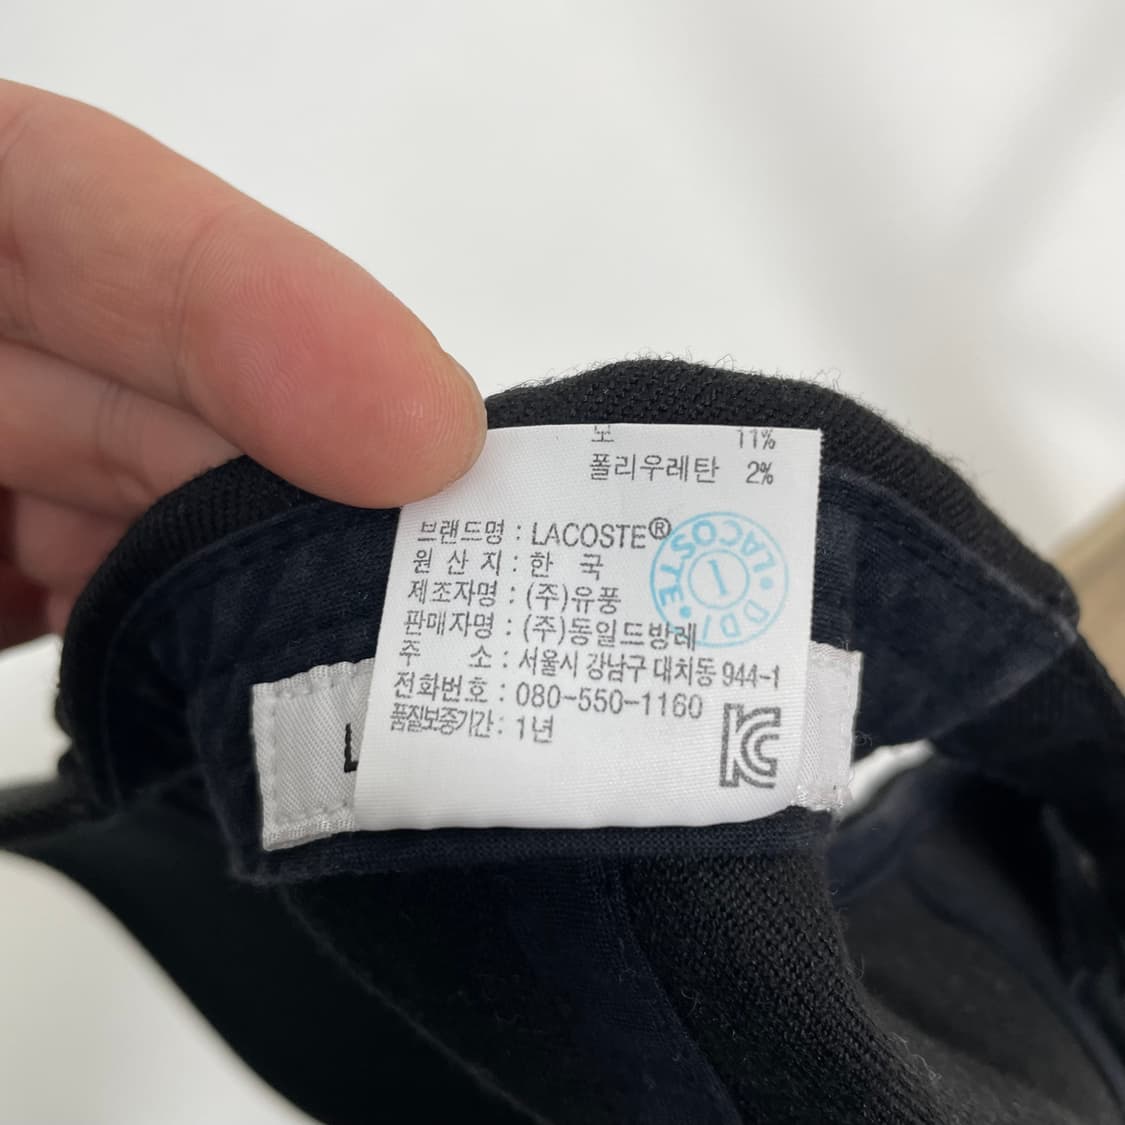 11%
폴리우레탄 2%
브랜드명 : LACOSTE®
원 산 지 : 한 국
제조자명 : (주)유풍
판매자명 : (주)동일드방레
주 소 : 서울시 강남구 대치동 944-1
전화번호 : 080-550-1160
품질보증기간 : 1년
LACOSTE
DDI
1
KC
L